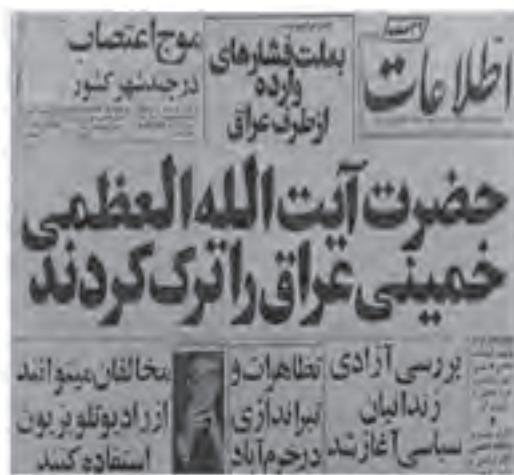 اطلاعات
بعلت فشارهای
وارده
از طرف عراق
موج اعتصاب
در چند شهر کشور
حضرت آیت الله العظمی
خمینی عراق را ترک کردند
بررسی آزادی
زندانیان
سیاسی آغاز شد
تظاهرات و
تیراندازی
در خرم آباد
مخالفان میتوانند
از رادیو تلویزیون
استفاده کنند